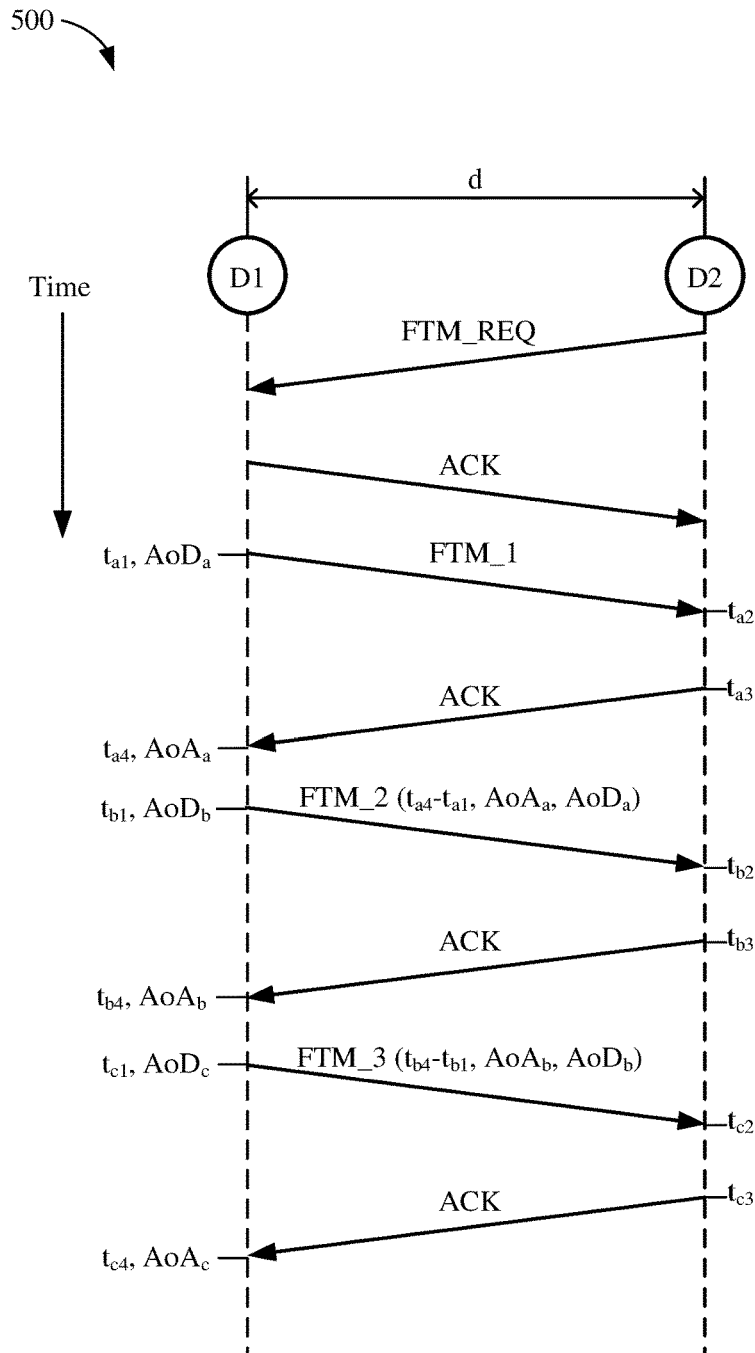 500
d
D1
D2
Time
FTM_REQ
ACK
t_a1, AoD_a
FTM_1
t_a2
ACK
t_a3
t_a4, AoA_a
t_b1, AoD_b
FTM_2 (t_a4-t_a1, AoA_a, AoD_a)
t_b2
ACK
t_b3
t_b4, AoA_b
t_c1, AoD_c
FTM_3 (t_b4-t_b1, AoA_b, AoD_b)
t_c2
ACK
t_c3
t_c4, AoA_c